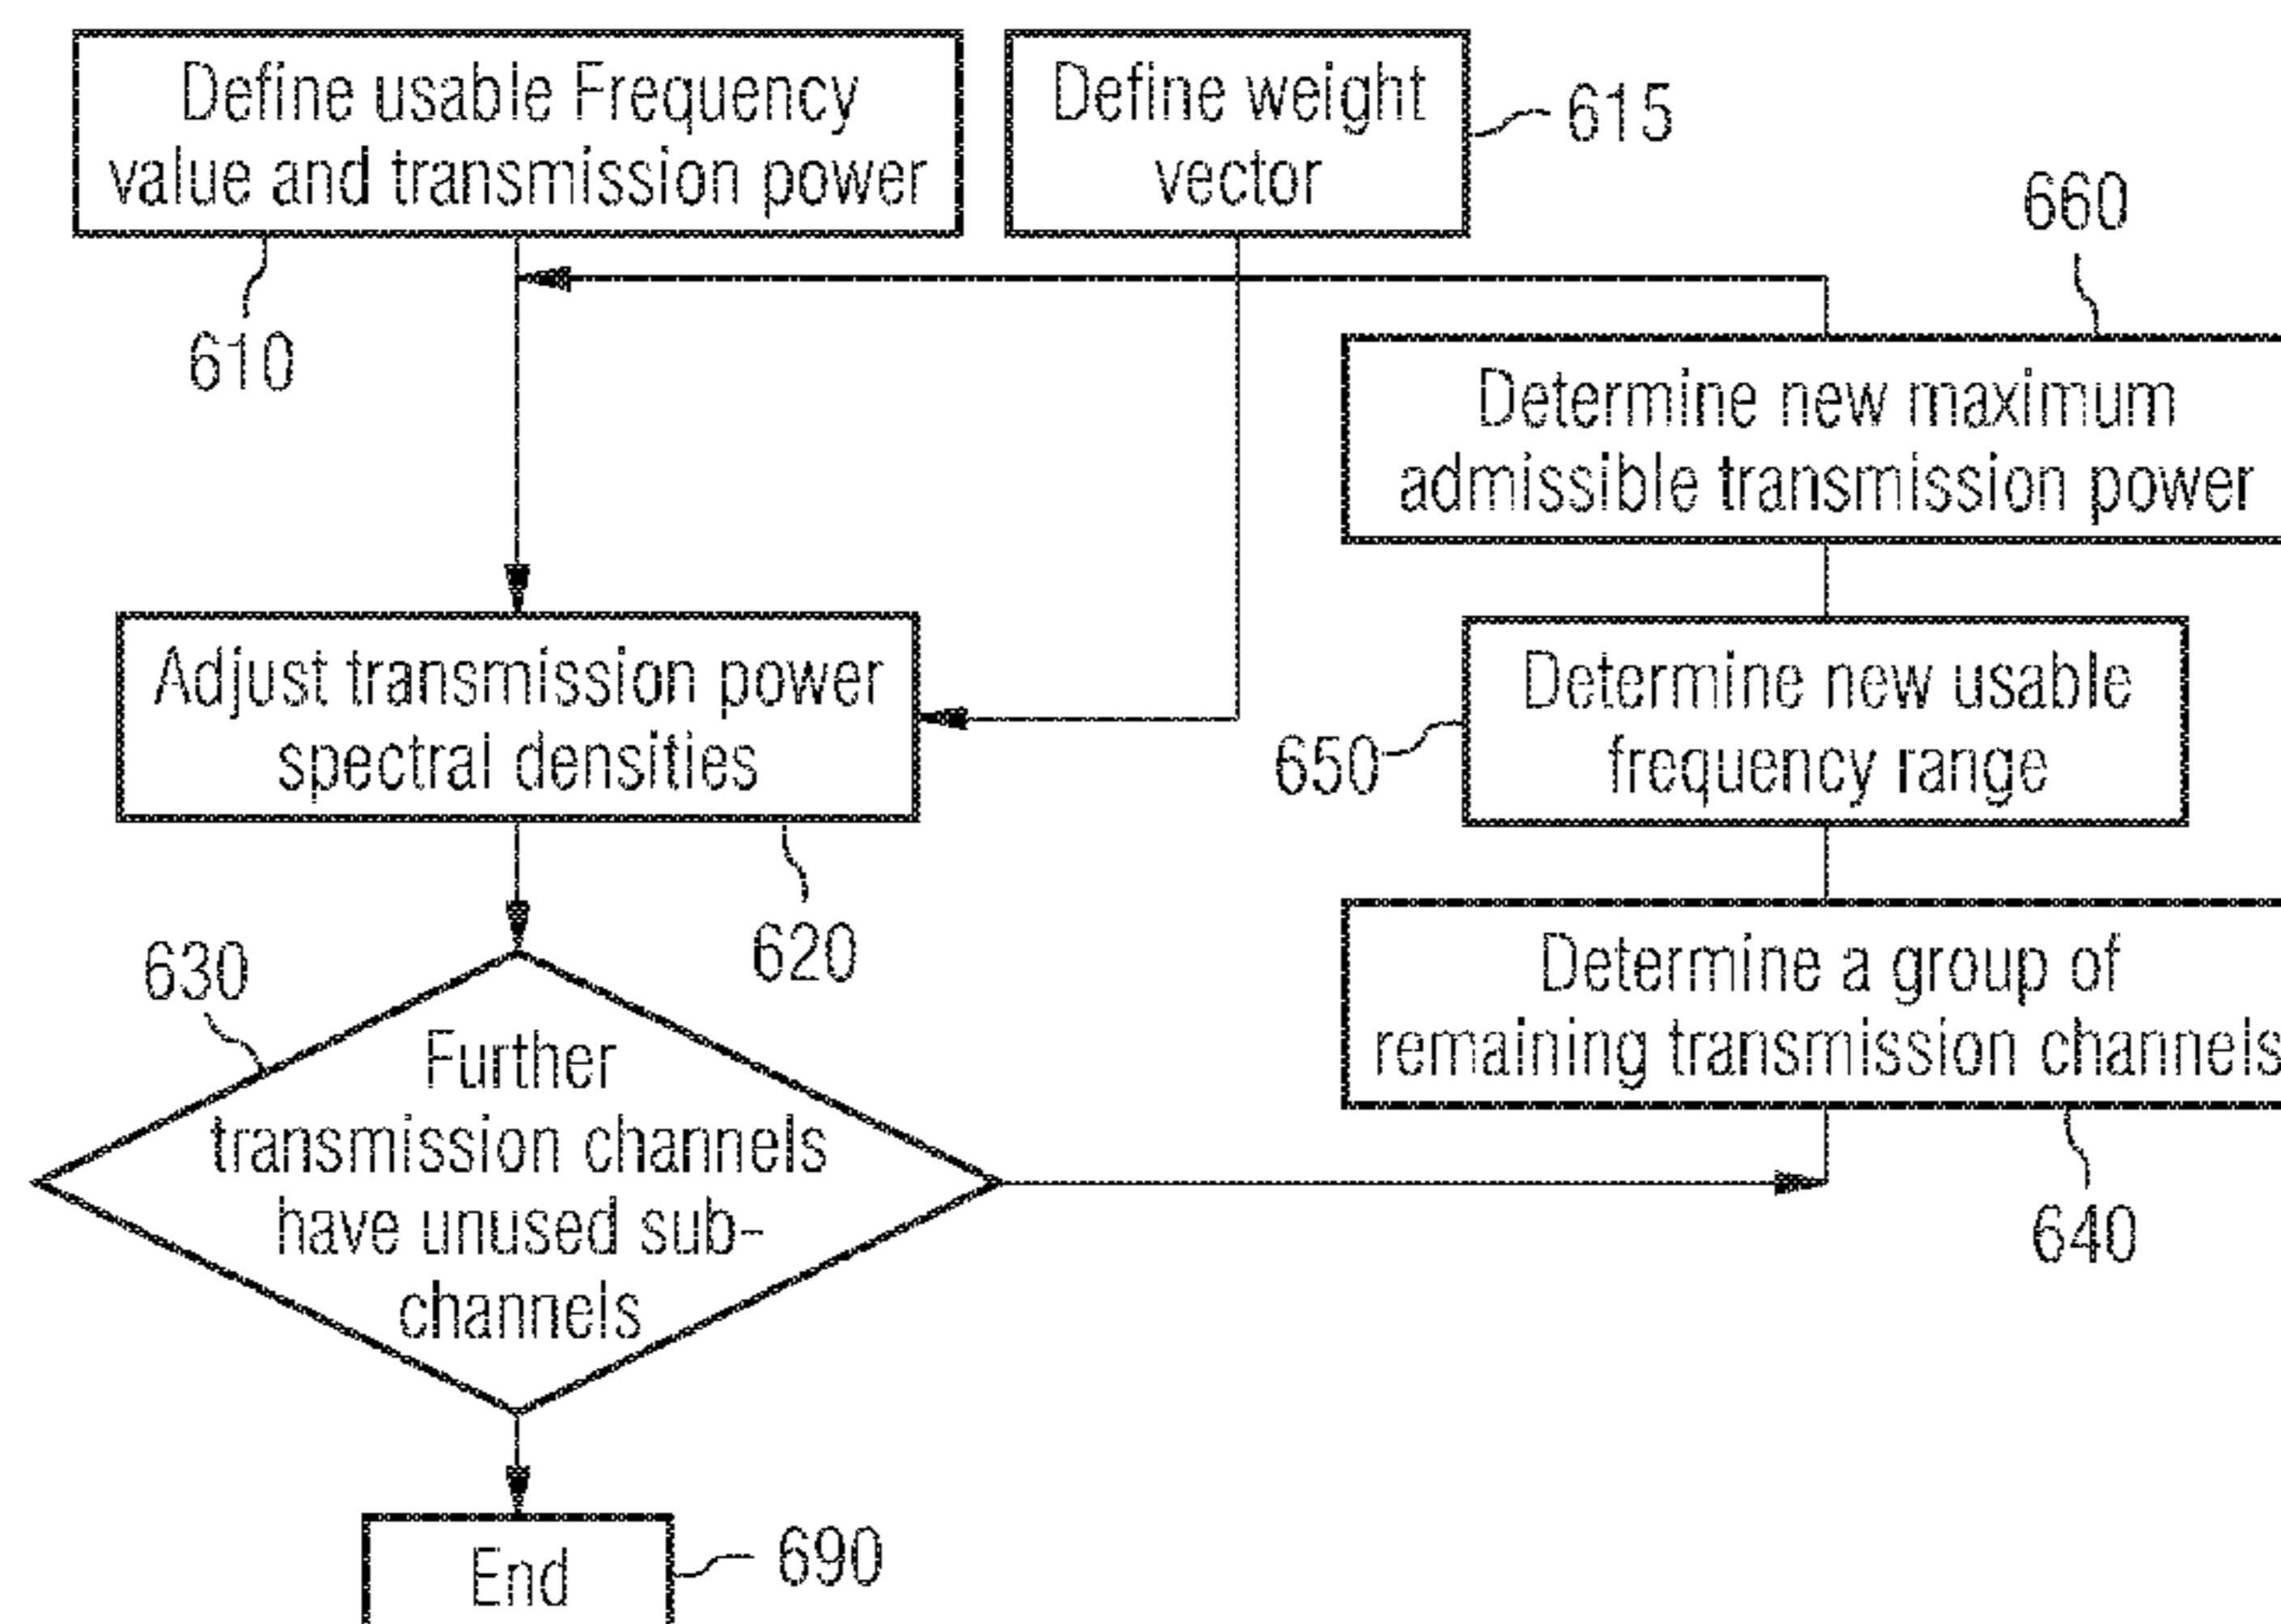 Define usable Frequency
value and transmission power
610
Define weight
vector
615
660
Determine new maximum
admissible transmission power
Adjust transmission power
spectral densities
620
Determine new usable
frequency range
650
630
Further
transmission channels
have unused sub-
channels
Determine a group of
remaining transmission channels
640
End
690